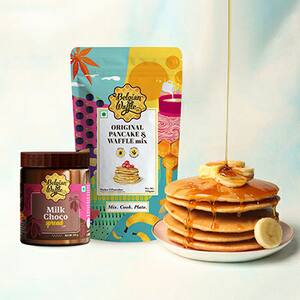 Belgian
Waffle
ORIGINAL
PANCAKE &
WAFFLE mix
Mix. Cook. Plate.
Belgian
Waffle
Milk
Choco
spread